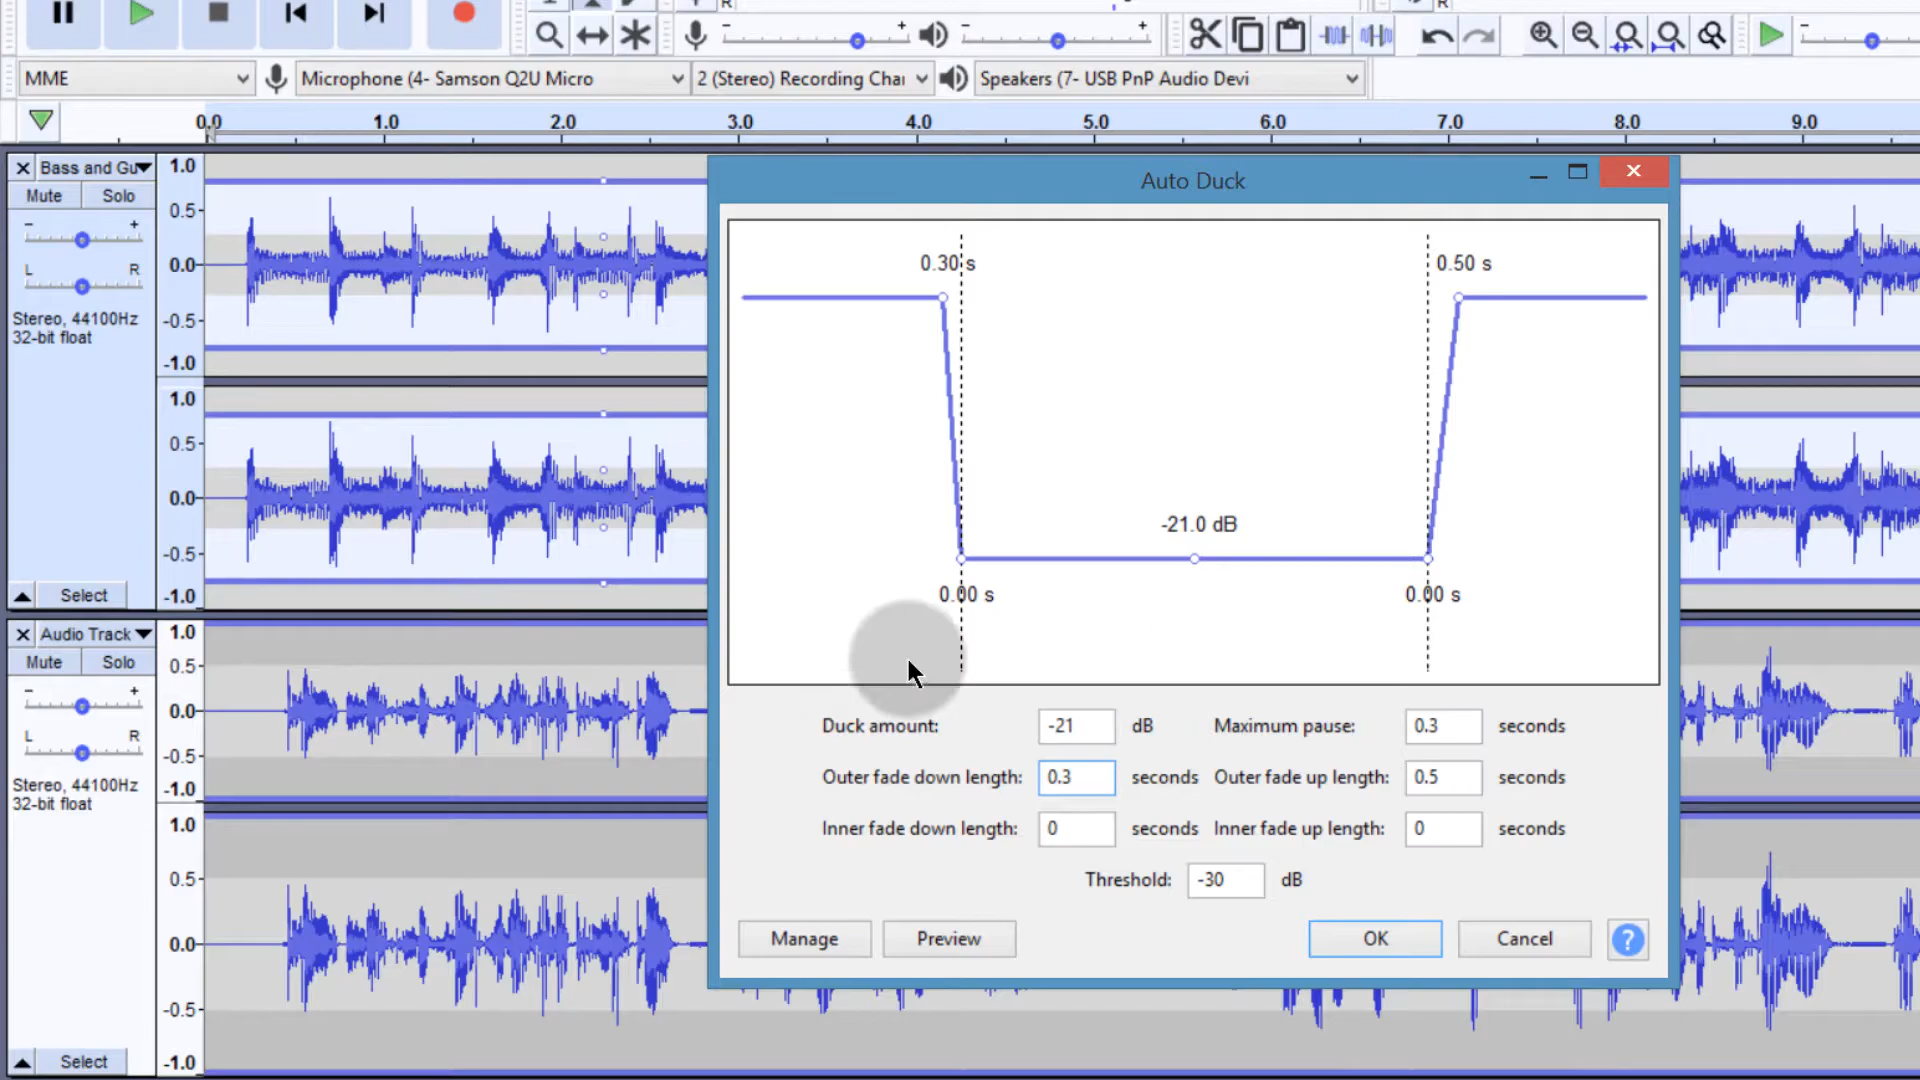 R
R
- +
- +
-
MME
Microphone (4- Samson Q2U Micro
2 (Stereo) Recording Chai
Speakers (7- USB PnP Audio Devi
0.0 1.0 2.0 3.0 4.0 5.0 6.0 7.0 8.0 9.0
Bass and Gu
Mute Solo
- +
L R
Stereo, 44100Hz
32-bit float
Select
1.0
0.5
0.0
-0.5
-1.0
1.0
0.5
0.0
-0.5
-1.0
Audio Track
Mute Solo
- +
L R
Stereo, 44100Hz
32-bit float
Select
1.0
0.5
0.0
-0.5
-1.0
1.0
0.5
0.0
-0.5
-1.0
Auto Duck
0.30 s 0.50 s
-21.0 dB
0.00 s 0.00 s
Duck amount: -21 dB Maximum pause: 0.3 seconds
Outer fade down length: 0.3 seconds Outer fade up length: 0.5 seconds
Inner fade down length: 0 seconds Inner fade up length: 0 seconds
Threshold: -30 dB
Manage Preview OK Cancel ?